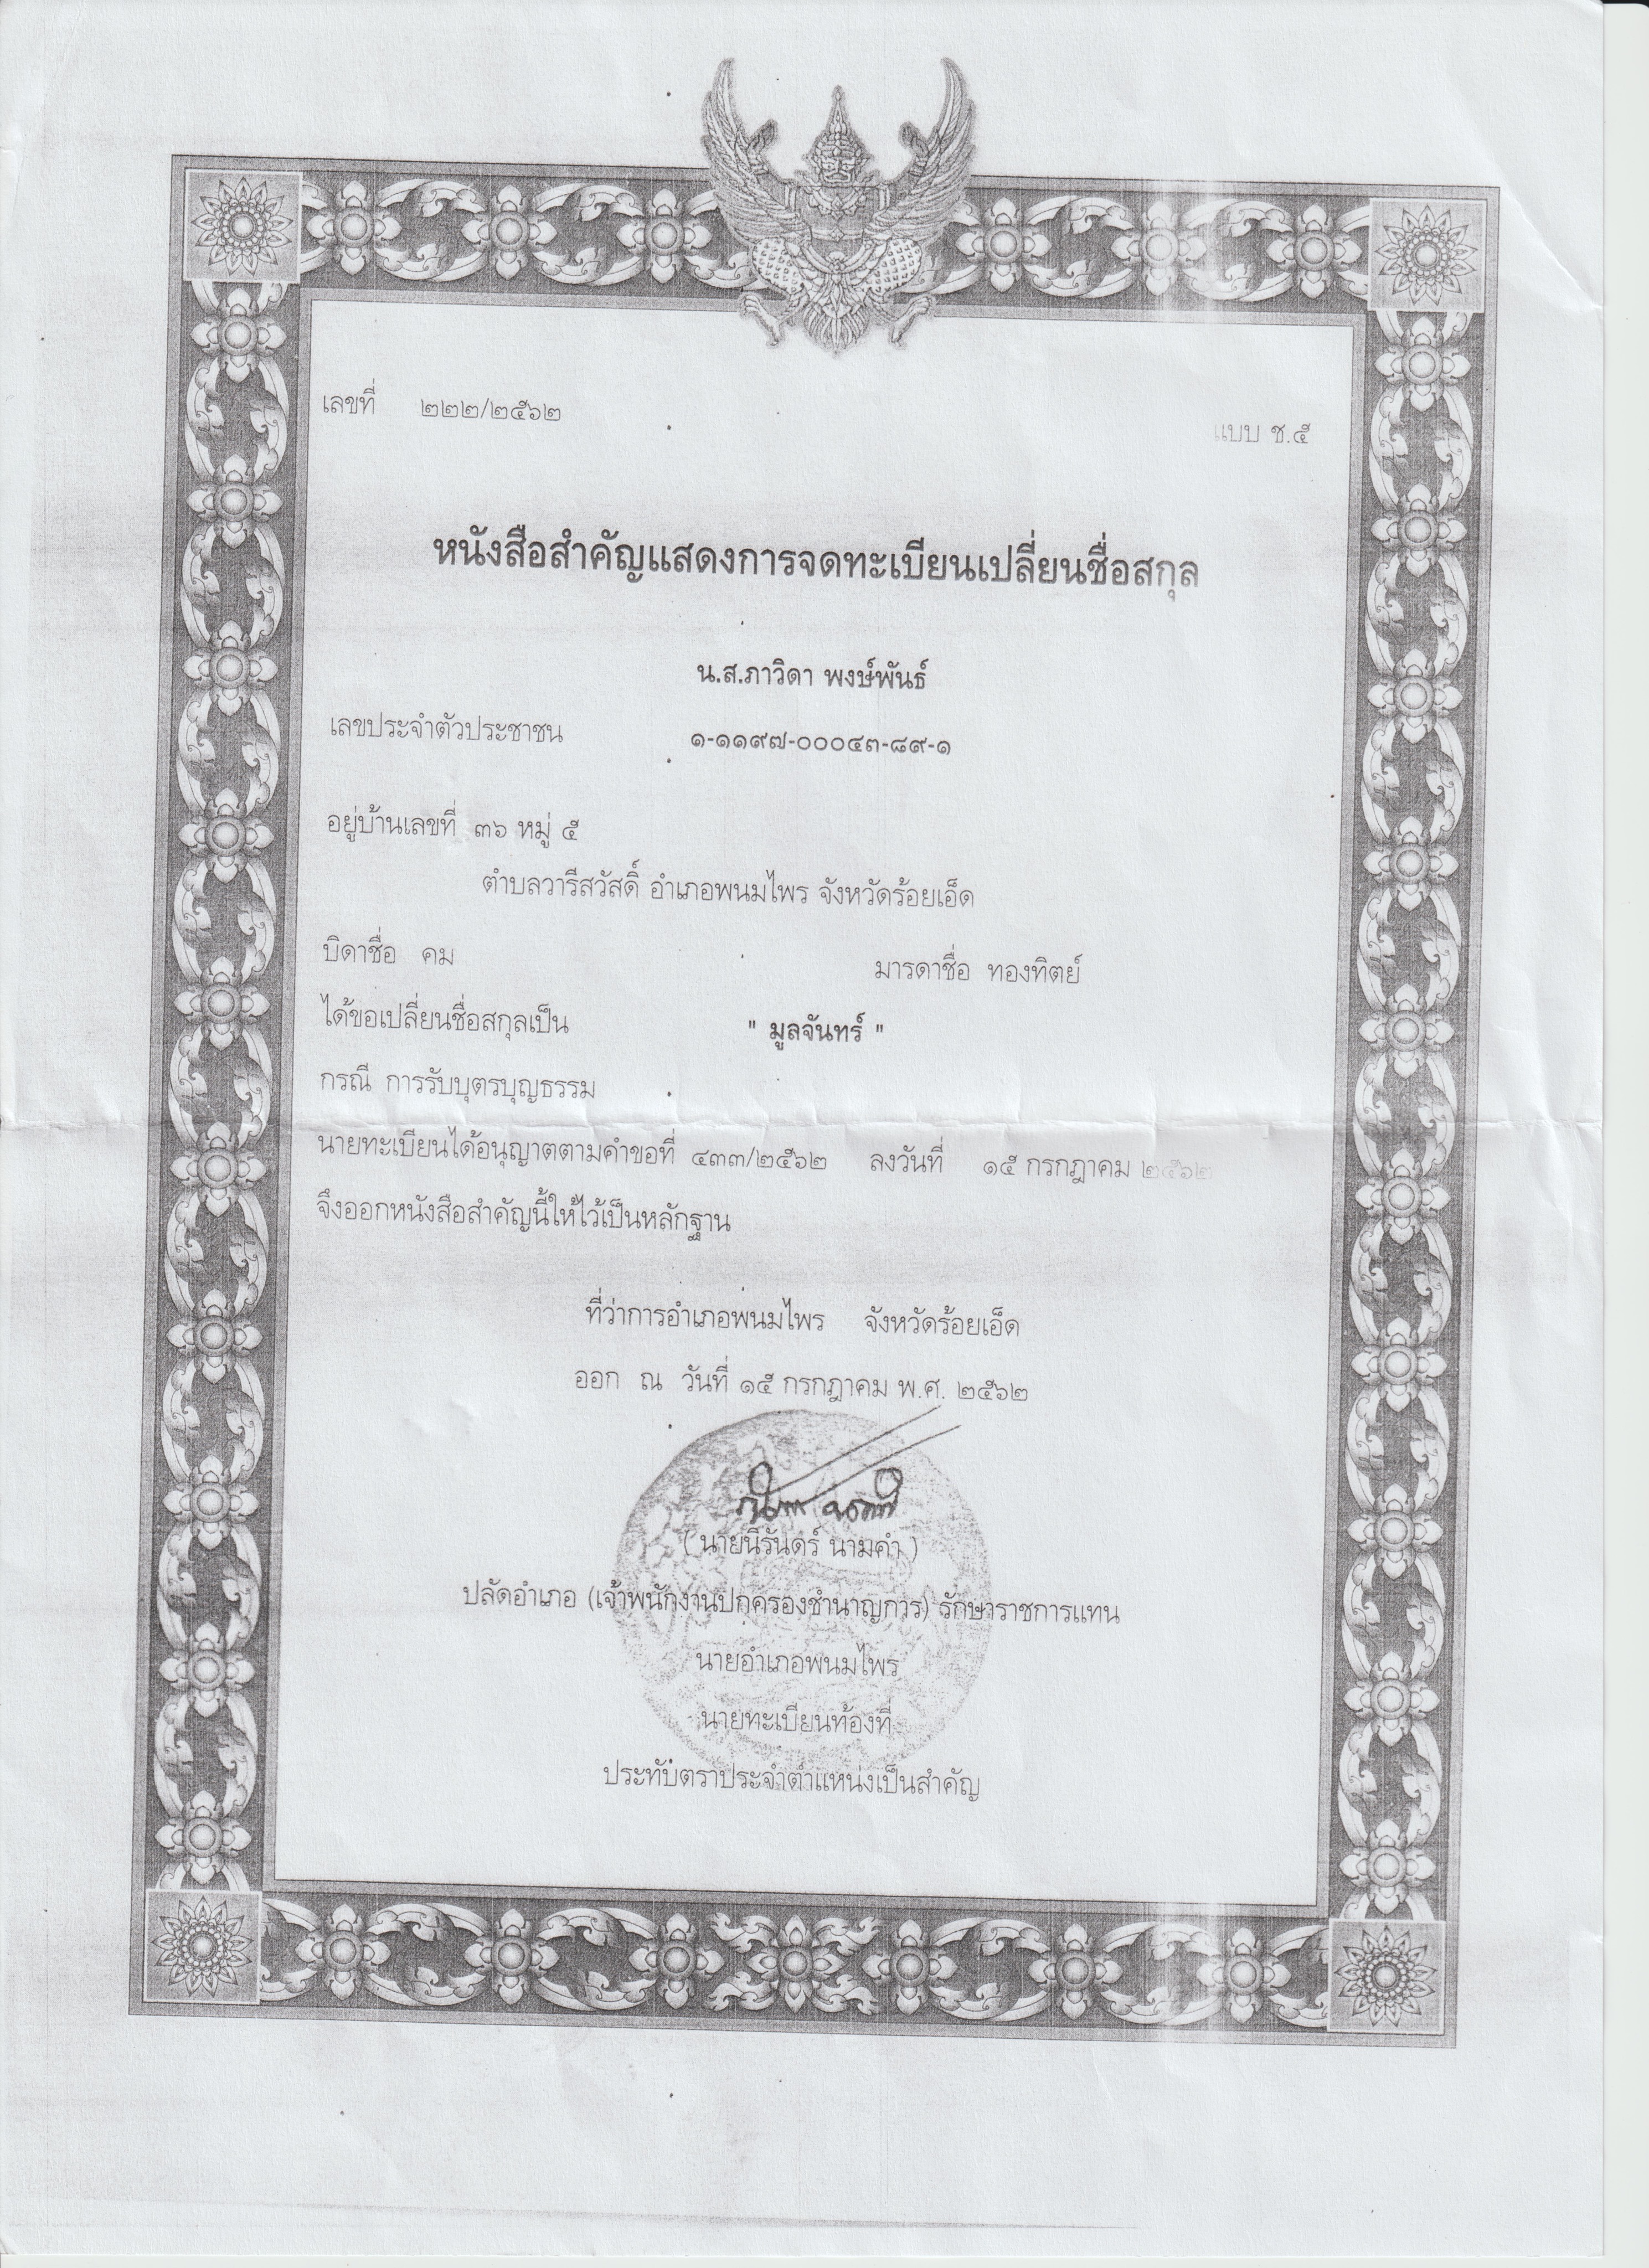 เลขที่ ๒๒๒/๒๕๖๒
แบบ ช.๕
หนังสือสำคัญแสดงการจดทะเบียนเปลี่ยนชื่อสกุล
น.ส.ภาวิดา พงษ์พันธ์
เลขประจำตัวประชาชน ๑-๑๑๙๗-๐๐๐๔๓-๘๙-๑
อยู่บ้านเลขที่ ๓๖ หมู่ ๕
ตำบลวารีสวัสดิ์ อำเภอพนมไพร จังหวัดร้อยเอ็ด
บิดาชื่อ คม มารดาชื่อ ทองทิตย์
ได้ขอเปลี่ยนชื่อสกุลเป็น " มูลจันทร์ "
กรณี การรับบุตรบุญธรรม
นายทะเบียนได้อนุญาตตามคำขอที่ ๔๓๓/๒๕๖๒ ลงวันที่ ๑๕ กรกฎาคม ๒๕๖๒
จึงออกหนังสือสำคัญนี้ให้ไว้เป็นหลักฐาน
ที่ว่าการอำเภอพนมไพร จังหวัดร้อยเอ็ด
ออก ณ วันที่ ๑๕ กรกฎาคม พ.ศ. ๒๕๖๒
( นายนิรันดร์ นามคำ )
ปลัดอำเภอ (เจ้าพนักงานปกครองชำนาญการ) รักษาราชการแทน
นายอำเภอพนมไพร
นายทะเบียนท้องที่
ประทับตราประจำตำแหน่งเป็นสำคัญ